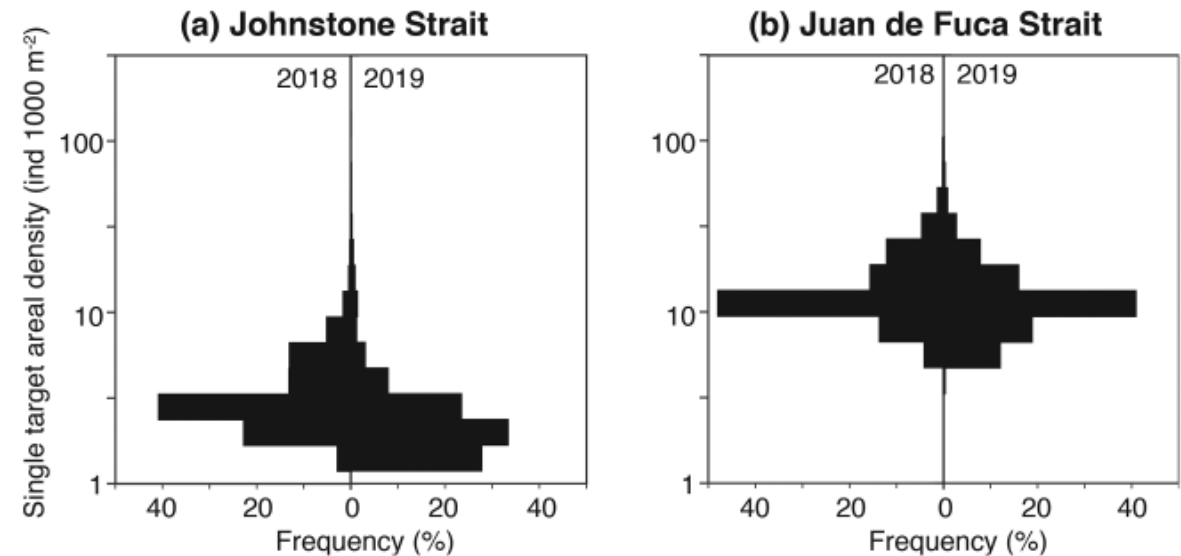 (a) Johnstone Strait
(b) Juan de Fuca Strait
Single target areal density (ind 1000 m⁻²)
2018 2019
100
10
1
40 20 0 20 40
Frequency (%)
2018 2019
100
10
1
40 20 0 20 40
Frequency (%)